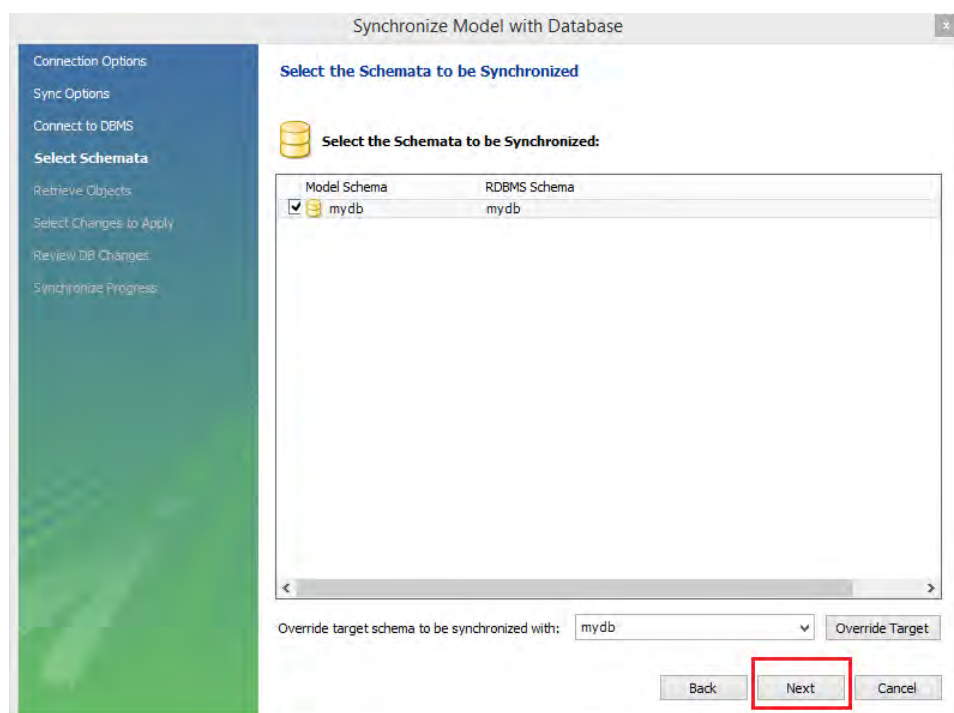 Synchronize Model with Database
x
Connection Options
Sync Options
Connect to DBMS
Select Schemata
Retrieve Objects
Select Changes to Apply
Review DB Changes
Synchronize Progress
Select the Schemata to be Synchronized
Select the Schemata to be Synchronized:
Model Schema RDBMS Schema
mydb mydb
Override target schema to be synchronized with: mydb Override Target
Back Next Cancel